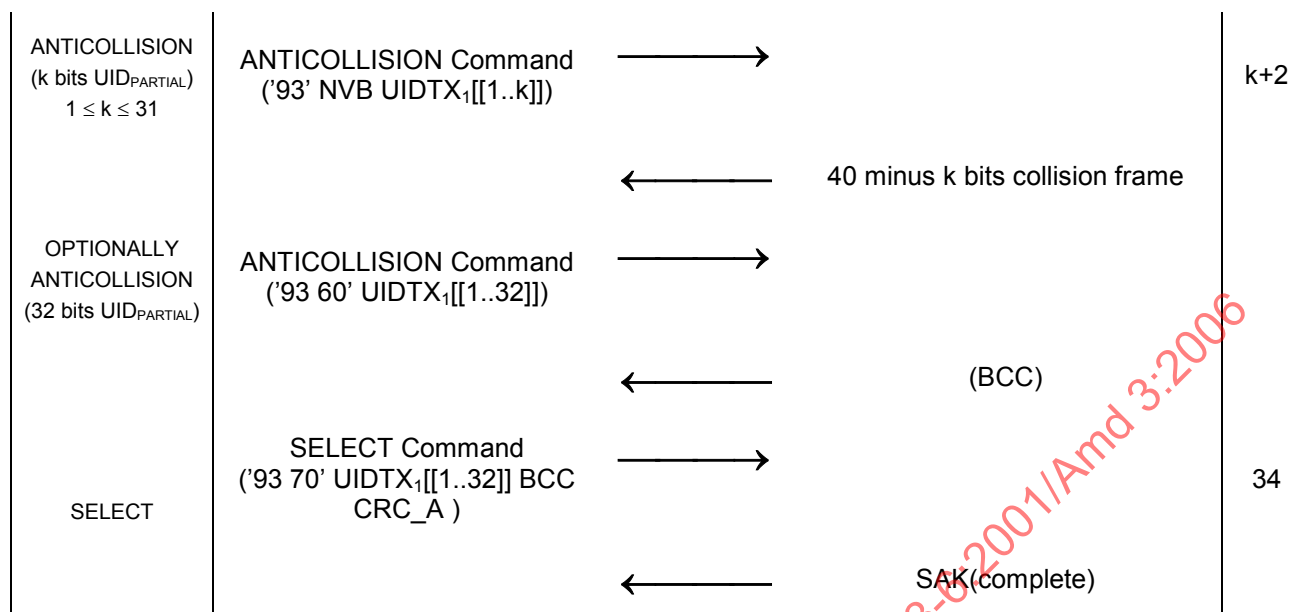 ANTICOLLISION
(k bits UIDPARTIAL)
1 ≤ k ≤ 31
ANTICOLLISION Command
('93' NVB UIDTX1[[1..k]])
k+2
40 minus k bits collision frame
OPTIONALLY
ANTICOLLISION
(32 bits UIDPARTIAL)
ANTICOLLISION Command
('93 60' UIDTX1[[1..32]])
(BCC)
SELECT
SELECT Command
('93 70' UIDTX1[[1..32]] BCC
CRC_A )
34
SAK(complete)
6:2001/Amd 3:2006